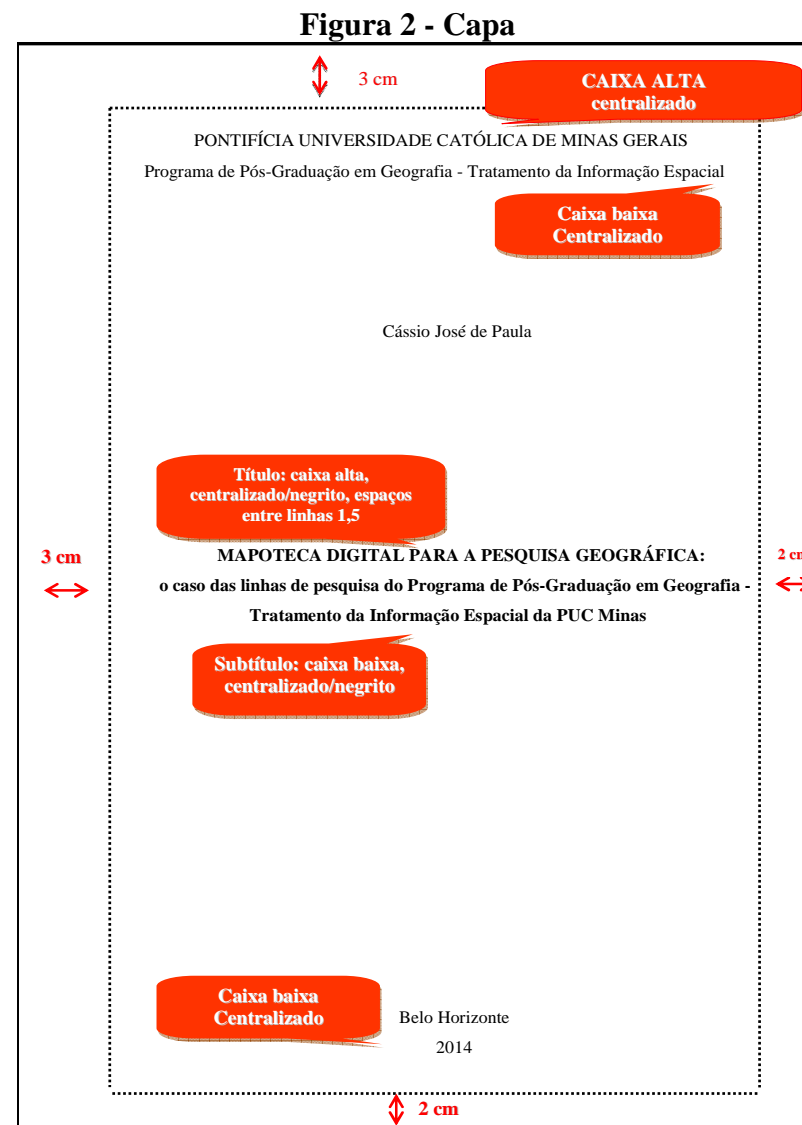 Figura 2 - Capa
3 cm
CAIXA ALTA
centralizado
PONTIFÍCIA UNIVERSIDADE CATÓLICA DE MINAS GERAIS
Programa de Pós-Graduação em Geografia - Tratamento da Informação Espacial
Caixa baixa
Centralizado
Cássio José de Paula
Título: caixa alta,
centralizado/negrito, espaços
entre linhas 1,5
3 cm
MAPOTECA DIGITAL PARA A PESQUISA GEOGRÁFICA:
2 cm
o caso das linhas de pesquisa do Programa de Pós-Graduação em Geografia -
Tratamento da Informação Espacial da PUC Minas
Subtítulo: caixa baixa,
centralizado/negrito
Caixa baixa
Centralizado
Belo Horizonte
2014
2 cm